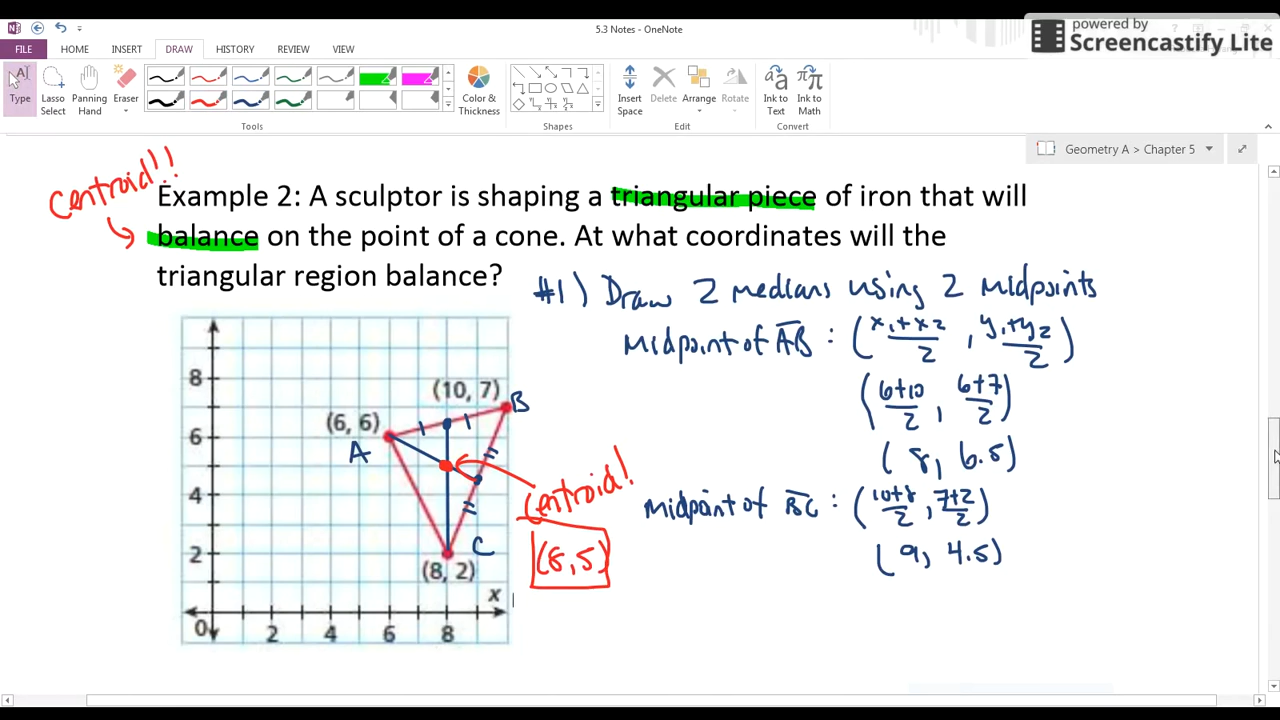 5.3 Notes - OneNote
powered by
Screencastify Lite
FILE HOME INSERT DRAW HISTORY REVIEW VIEW
Type
Lasso Select
Panning Hand
Eraser
Color & Thickness
Insert Space
Delete
Arrange
Rotate
Ink to Text
Ink to Math
Tools Shapes Edit Convert
Geometry A > Chapter 5
Centroid!!
Example 2: A sculptor is shaping a triangular piece of iron that will
balance on the point of a cone. At what coordinates will the
triangular region balance?
#1) Draw 2 medians using 2 midpoints
midpoint of AB : (x1+x2/2, y1+y2/2)
(6+10/2, 6+7/2)
(8, 6.5)
midpoint of BC : (10+8/2, 7+2/2)
(9, 4.5)
8
(10, 7)
B
(6, 6)
6
A
Centroid!
4
(8,5)
2
C
(8, 2)
x
0 2 4 6 8